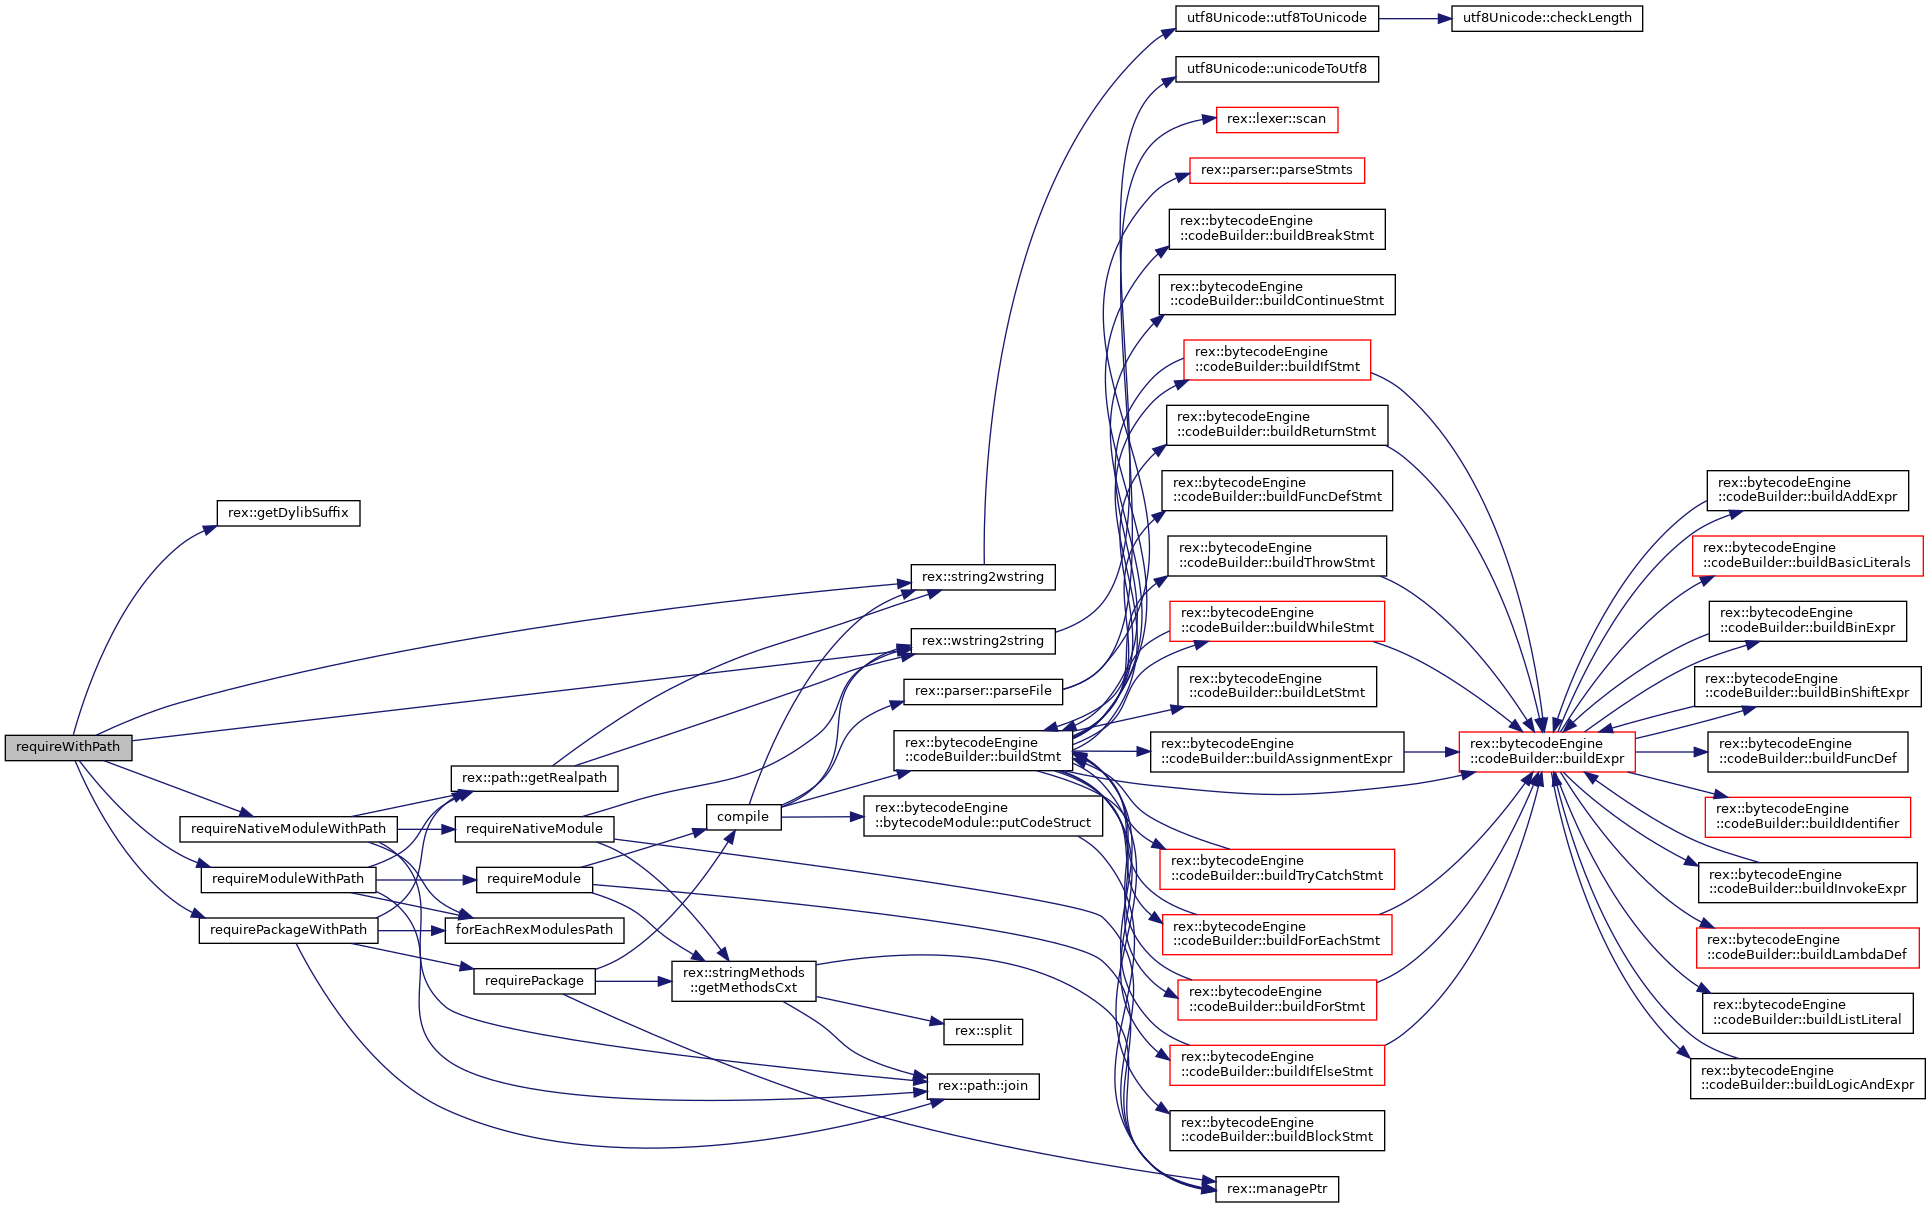 utf8Unicode::utf8ToUnicode
utf8Unicode::checkLength
utf8Unicode::unicodeToUtf8
rex::lexer::scan
rex::parser::parseStmts
rex::bytecodeEngine
::codeBuilder::buildBreakStmt
rex::bytecodeEngine
::codeBuilder::buildContinueStmt
rex::bytecodeEngine
::codeBuilder::buildIfStmt
rex::bytecodeEngine
::codeBuilder::buildReturnStmt
rex::bytecodeEngine
::codeBuilder::buildFuncDefStmt
rex::bytecodeEngine
::codeBuilder::buildThrowStmt
rex::bytecodeEngine
::codeBuilder::buildWhileStmt
rex::bytecodeEngine
::codeBuilder::buildLetStmt
rex::bytecodeEngine
::codeBuilder::buildAssignmentExpr
rex::bytecodeEngine
::codeBuilder::buildTryCatchStmt
rex::bytecodeEngine
::codeBuilder::buildForEachStmt
rex::bytecodeEngine
::codeBuilder::buildForStmt
rex::bytecodeEngine
::codeBuilder::buildIfElseStmt
rex::bytecodeEngine
::codeBuilder::buildBlockStmt
rex::managePtr
rex::getDylibSuffix
rex::string2wstring
rex::wstring2string
rex::parser::parseFile
rex::bytecodeEngine
::codeBuilder::buildStmt
rex::bytecodeEngine
::bytecodeModule::putCodeStruct
requireWithPath
rex::path::getRealpath
compile
requireNativeModuleWithPath
requireNativeModule
requireModuleWithPath
requireModule
requirePackageWithPath
forEachRexModulesPath
requirePackage
rex::stringMethods
::getMethodsCxt
rex::split
rex::path::join
rex::bytecodeEngine
::codeBuilder::buildExpr
rex::bytecodeEngine
::codeBuilder::buildAddExpr
rex::bytecodeEngine
::codeBuilder::buildBasicLiterals
rex::bytecodeEngine
::codeBuilder::buildBinExpr
rex::bytecodeEngine
::codeBuilder::buildBinShiftExpr
rex::bytecodeEngine
::codeBuilder::buildFuncDef
rex::bytecodeEngine
::codeBuilder::buildIdentifier
rex::bytecodeEngine
::codeBuilder::buildInvokeExpr
rex::bytecodeEngine
::codeBuilder::buildLambdaDef
rex::bytecodeEngine
::codeBuilder::buildListLiteral
rex::bytecodeEngine
::codeBuilder::buildLogicAndExpr